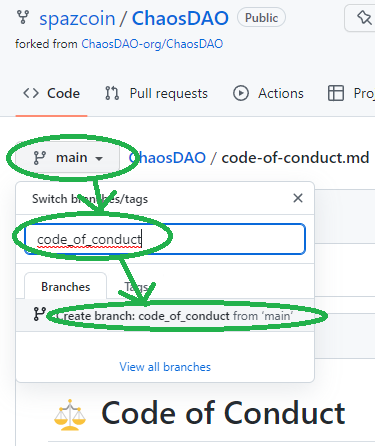 spazcoin / ChaosDAO Public
forked from ChaosDAO-org/ChaosDAO
Code Pull requests Actions Proj
main ChaosDAO / code-of-conduct.md
Switch branches/tags
code_of_conduct
Branches Tags
Create branch: code_of_conduct from 'main'
View all branches
Code of Conduct